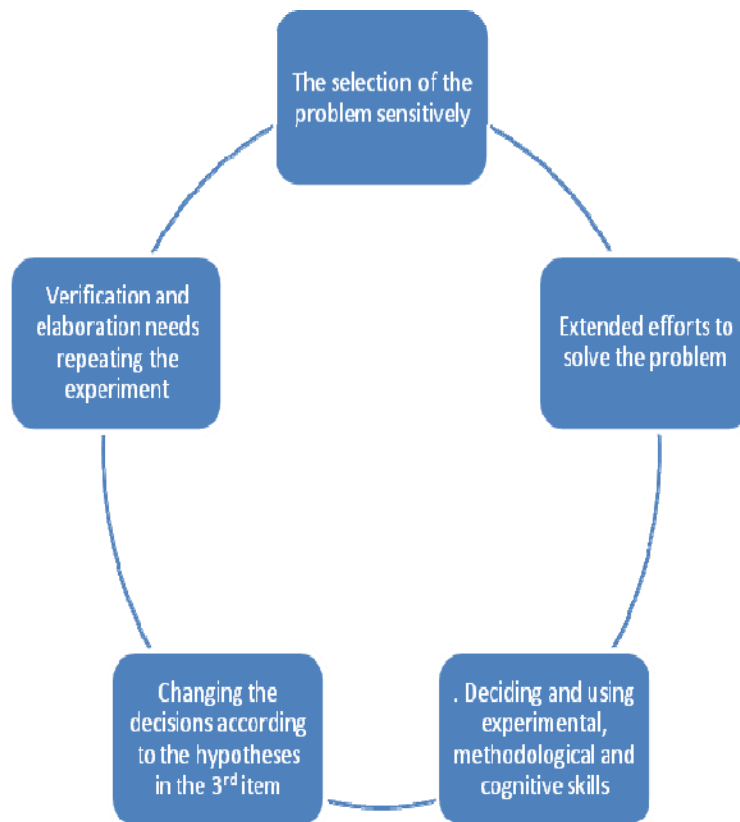 The selection of the
problem sensitively
Extended efforts to
solve the problem
. Deciding and using
experimental,
methodological and
cognitive skills
Changing the
decisions according
to the hypotheses
in the 3rd item
Verification and
elaboration needs
repeating the
experiment